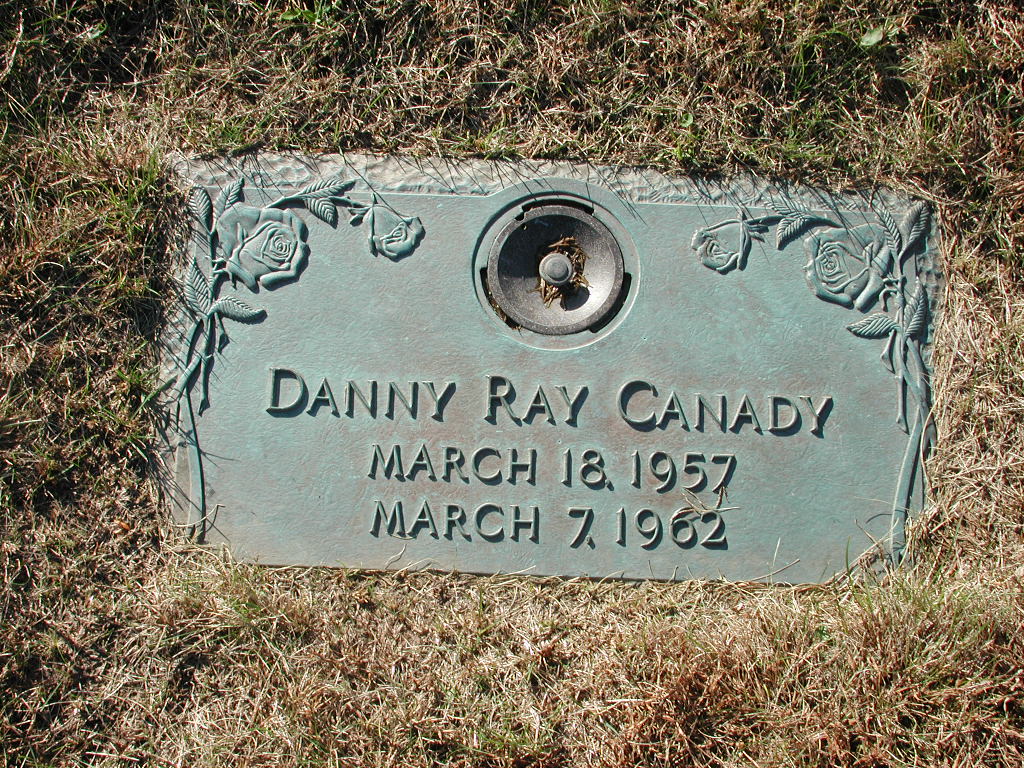 DANNY RAY CANADY
MARCH 18, 1957
MARCH 7, 1962